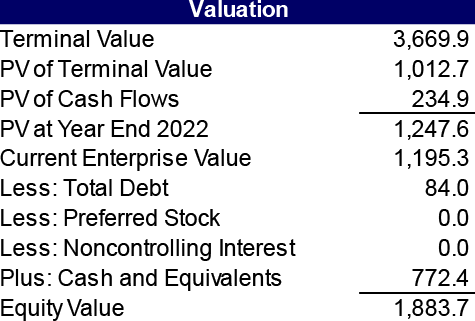 Valuation
Terminal Value 3,669.9
PV of Terminal Value 1,012.7
PV of Cash Flows 234.9
PV at Year End 2022 1,247.6
Current Enterprise Value 1,195.3
Less: Total Debt 84.0
Less: Preferred Stock 0.0
Less: Noncontrolling Interest 0.0
Plus: Cash and Equivalents 772.4
Equity Value 1,883.7